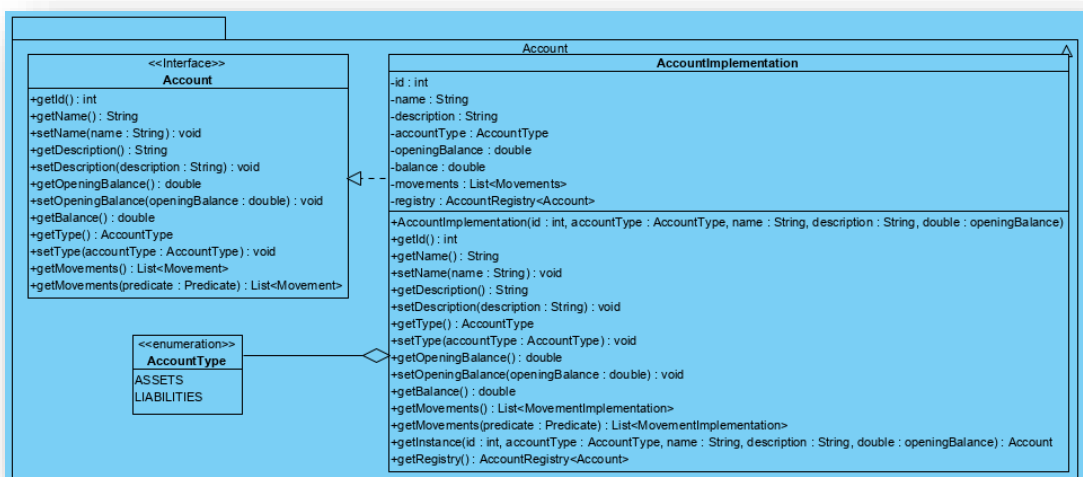 Account
<<Interface>>
Account
+getId() : int
+getName() : String
+setName(name : String) : void
+getDescription() : String
+setDescription(description : String) : void
+getOpeningBalance() : double
+setOpeningBalance(openingBalance : double) : void
+getBalance() : double
+getType() : AccountType
+setType(accountType : AccountType) : void
+getMovements() : List<Movement>
+getMovements(predicate : Predicate) : List<Movement>
AccountImplementation
-id : int
-name : String
-description : String
-accountType : AccountType
-openingBalance : double
-balance : double
-movements : List<Movements>
-registry : AccountRegistry<Account>
+AccountImplementation(id : int, accountType : AccountType, name : String, description : String, double : openingBalance)
+getId() : int
+getName() : String
+setName(name : String) : void
+getDescription() : String
+setDescription(description : String) : void
+getType() : AccountType
+setType(accountType : AccountType) : void
+getOpeningBalance() : double
+setOpeningBalance(openingBalance : double) : void
+getBalance() : double
+getMovements() : List<MovementImplementation>
+getMovements(predicate : Predicate) : List<MovementImplementation>
+getInstance(id : int, accountType : AccountType, name : String, description : String, double : openingBalance) : Account
+getRegistry() : AccountRegistry<Account>
<<enumeration>>
AccountType
ASSETS
LIABILITIES